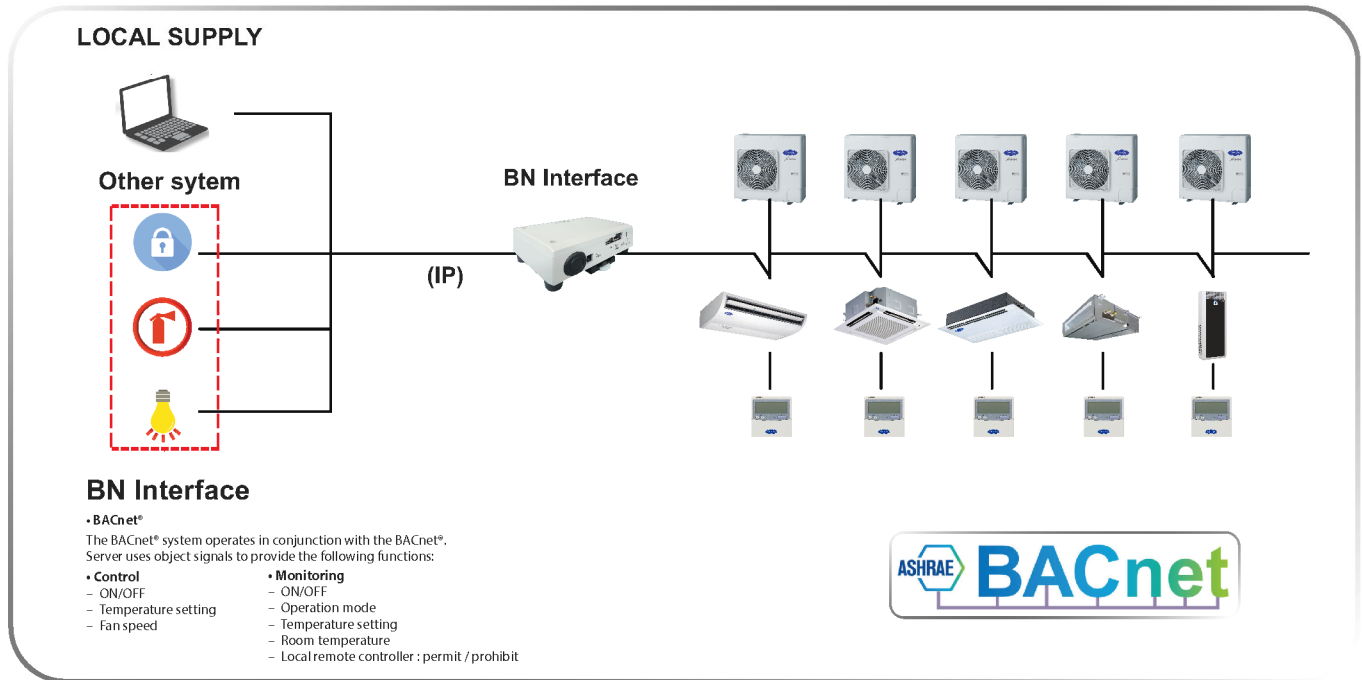 LOCAL SUPPLY
Other sytem
BN Interface
(IP)
BN Interface
• BACnet®
The BACnet® system operates in conjunction with the BACnet®.
Server uses object signals to provide the following functions:
• Control
– ON/OFF
– Temperature setting
– Fan speed
• Monitoring
– ON/OFF
– Operation mode
– Temperature setting
– Room temperature
– Local remote controller : permit / prohibit
ASHRAE BACnet